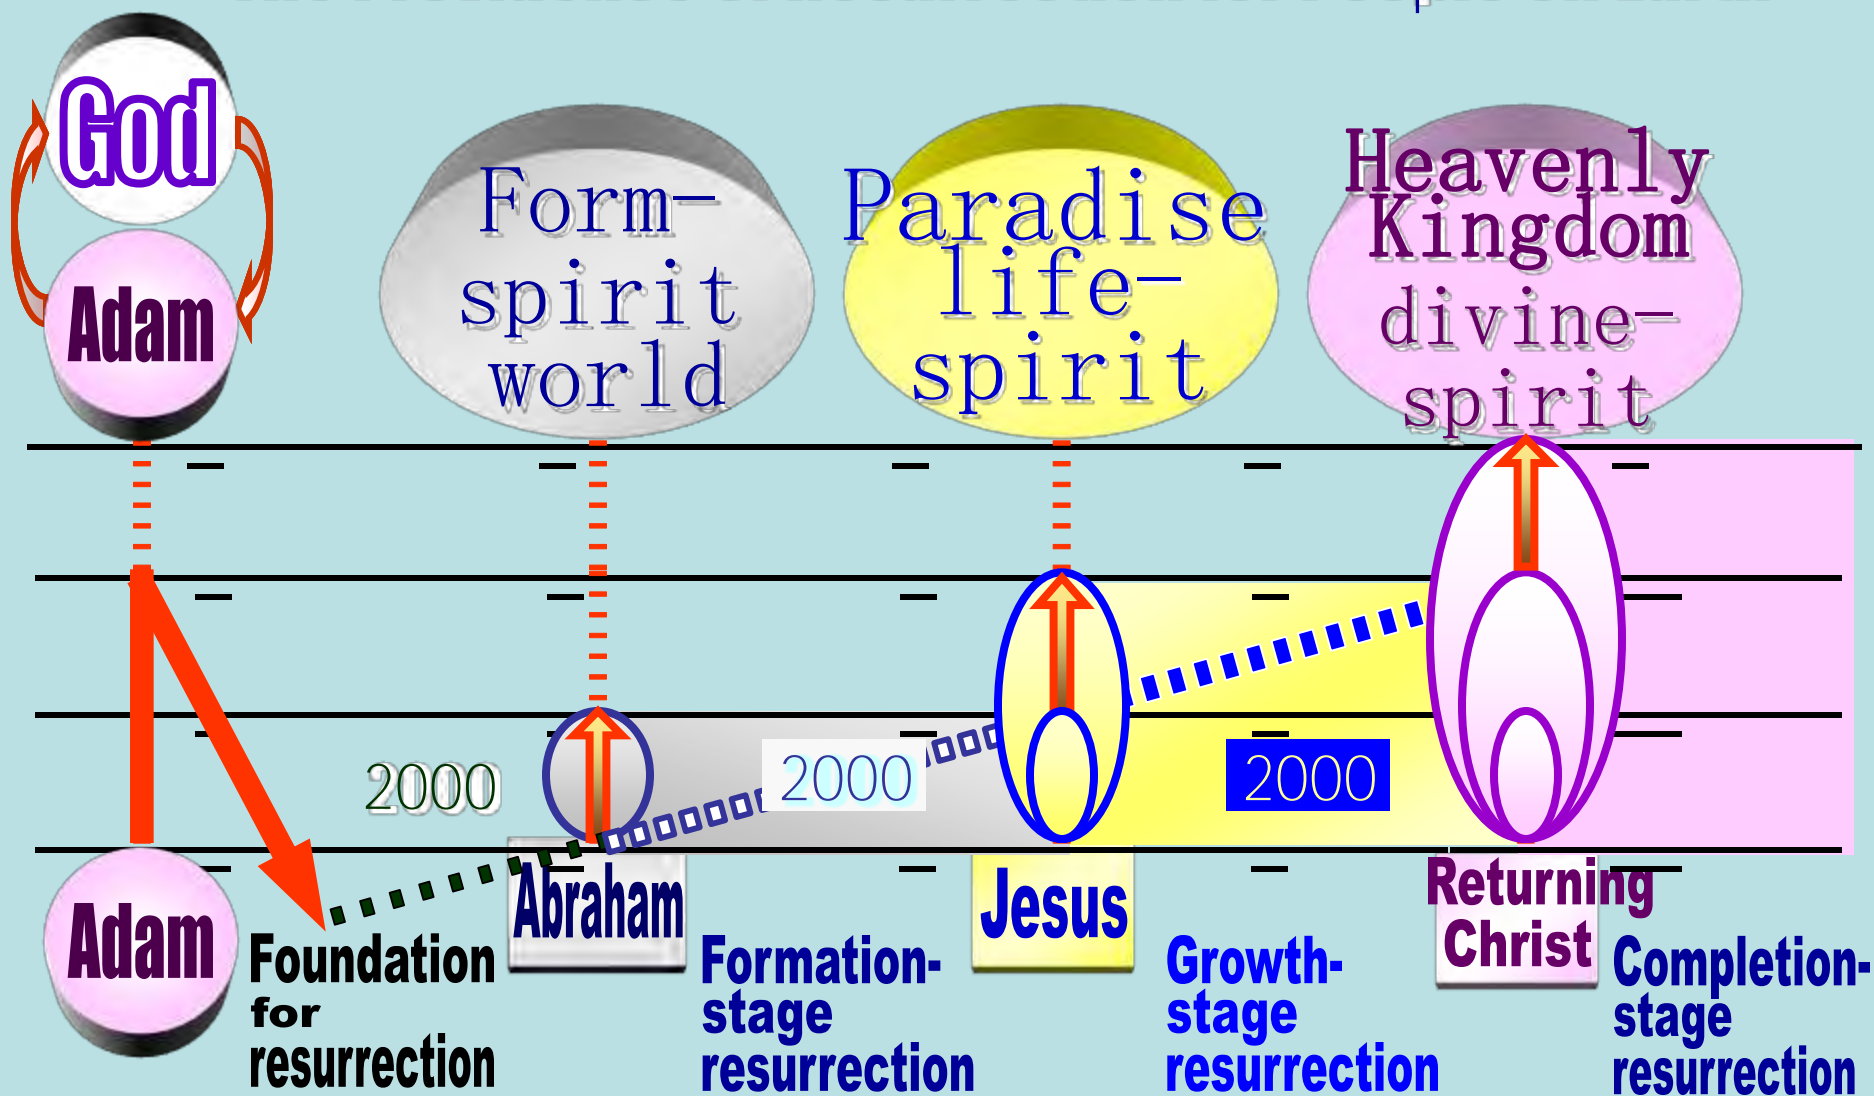 God
Adam
Form-
spirit
world
Paradise
life-
spirit
Heavenly
Kingdom
divine-
spirit
2000
2000
2000
Adam
Foundation
for
resurrection
Abraham
Formation-
stage
resurrection
Jesus
Growth-
stage
resurrection
Returning
Christ
Completion-
stage
resurrection